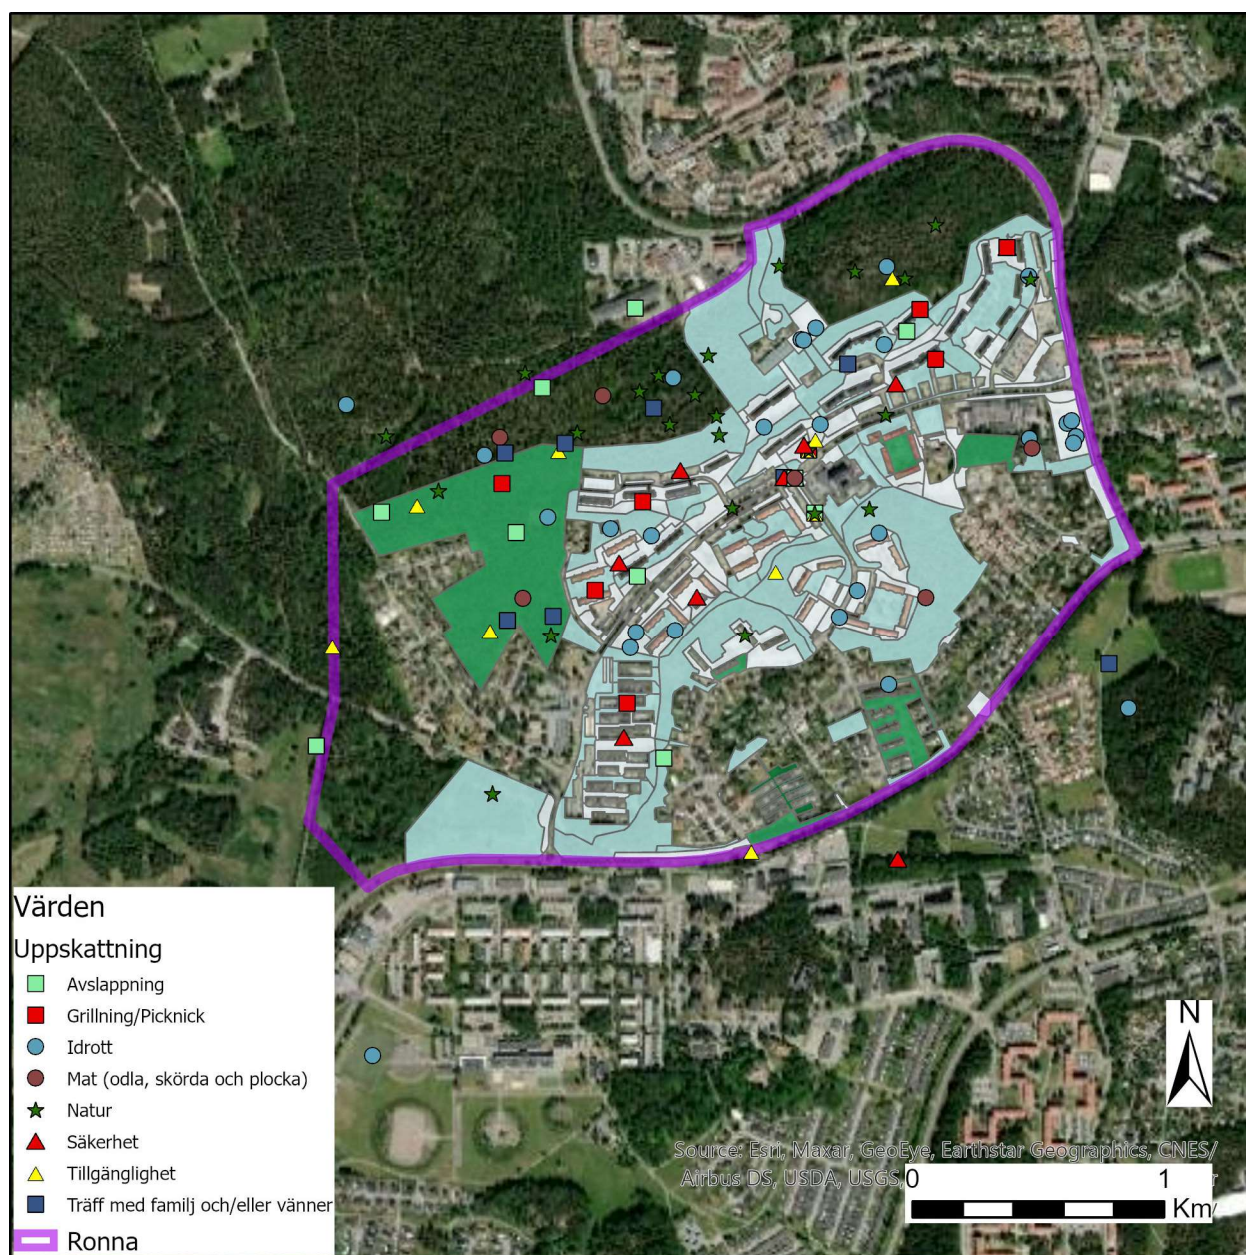 Värden
Uppskattning
Avslappning
Grillning/Picknick
Idrott
Mat (odla, skörda och plocka)
Natur
Säkerhet
Tillgänglighet
Träff med familj och/eller vänner
Ronna
N
Source: Esri, Maxar, GeoEye, Earthstar Geographics, CNES/
Airbus DS, USDA, USGS,
0 1
Km